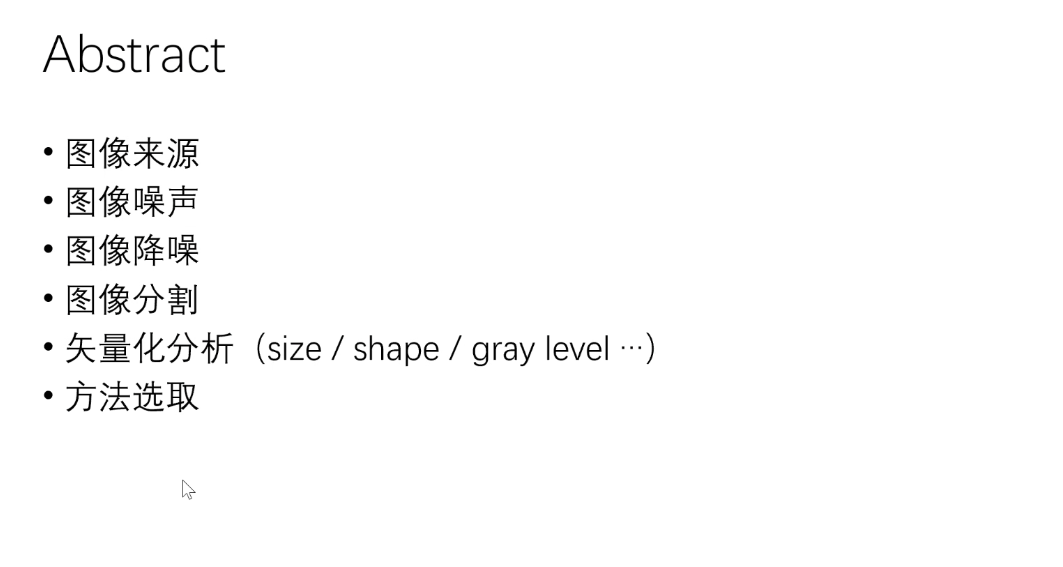 Abstract
• 图像来源
• 图像噪声
• 图像降噪
• 图像分割
• 矢量化分析（size / shape / gray level …）
• 方法选取